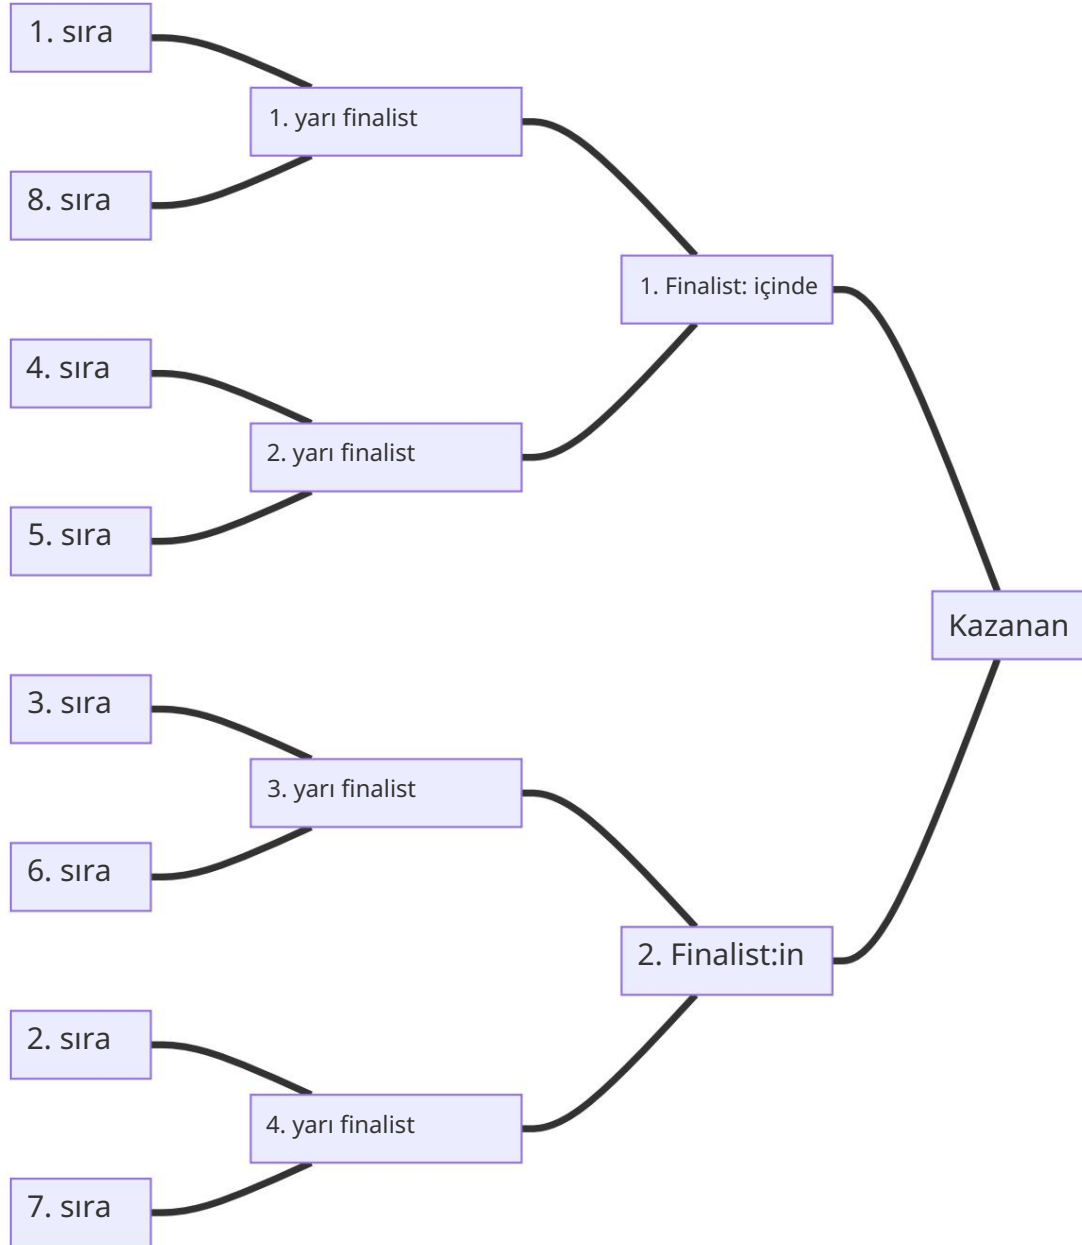 1. sıra
1. yarı finalist
8. sıra
1. Finalist: içinde
4. sıra
2. yarı finalist
5. sıra
Kazanan
3. sıra
3. yarı finalist
6. sıra
2. Finalist:in
2. sıra
4. yarı finalist
7. sıra